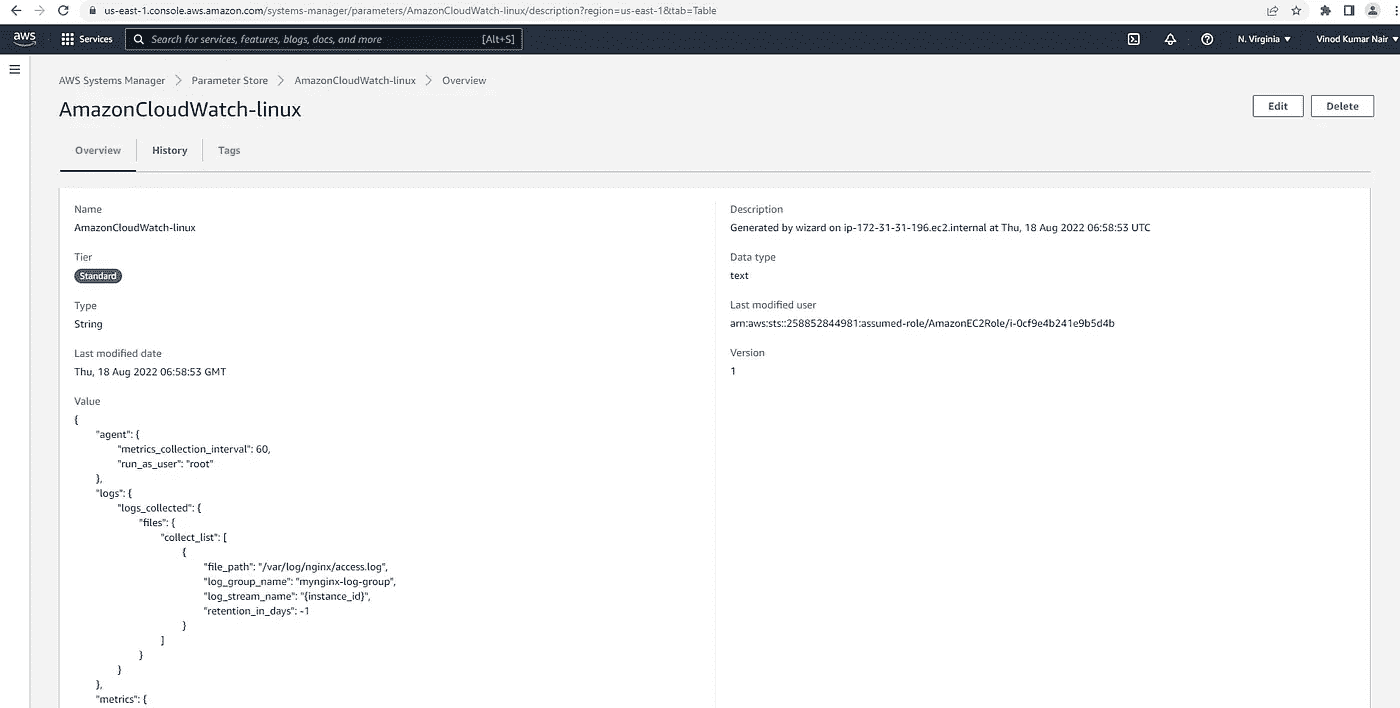 us-east-1.console.aws.amazon.com/systems-manager/parameters/AmazonCloudWatch-linux/description?region=us-east-1&tab=Table
aws Services Search for services, features, blogs, docs, and more [Alt+S] N. Virginia Vinod Kumar Nair
AWS Systems Manager Parameter Store AmazonCloudWatch-linux Overview
AmazonCloudWatch-linux
Edit Delete
Overview History Tags
Name
AmazonCloudWatch-linux
Tier
Standard
Type
String
Last modified date
Thu, 18 Aug 2022 06:58:53 GMT
Value
{
"agent": {
"metrics_collection_interval": 60,
"run_as_user": "root"
},
"logs": {
"logs_collected": {
"files": {
"collect_list": [
{
"file_path": "/var/log/nginx/access.log",
"log_group_name": "mynginx-log-group",
"log_stream_name": "{instance_id}",
"retention_in_days": -1
}
]
}
}
},
"metrics": {
Description
Generated by wizard on ip-172-31-31-196.ec2.internal at Thu, 18 Aug 2022 06:58:53 UTC
Data type
text
Last modified user
arn:aws:sts::258852844981:assumed-role/AmazonEC2Role/i-0cf9e4b241e9b5d4b
Version
1